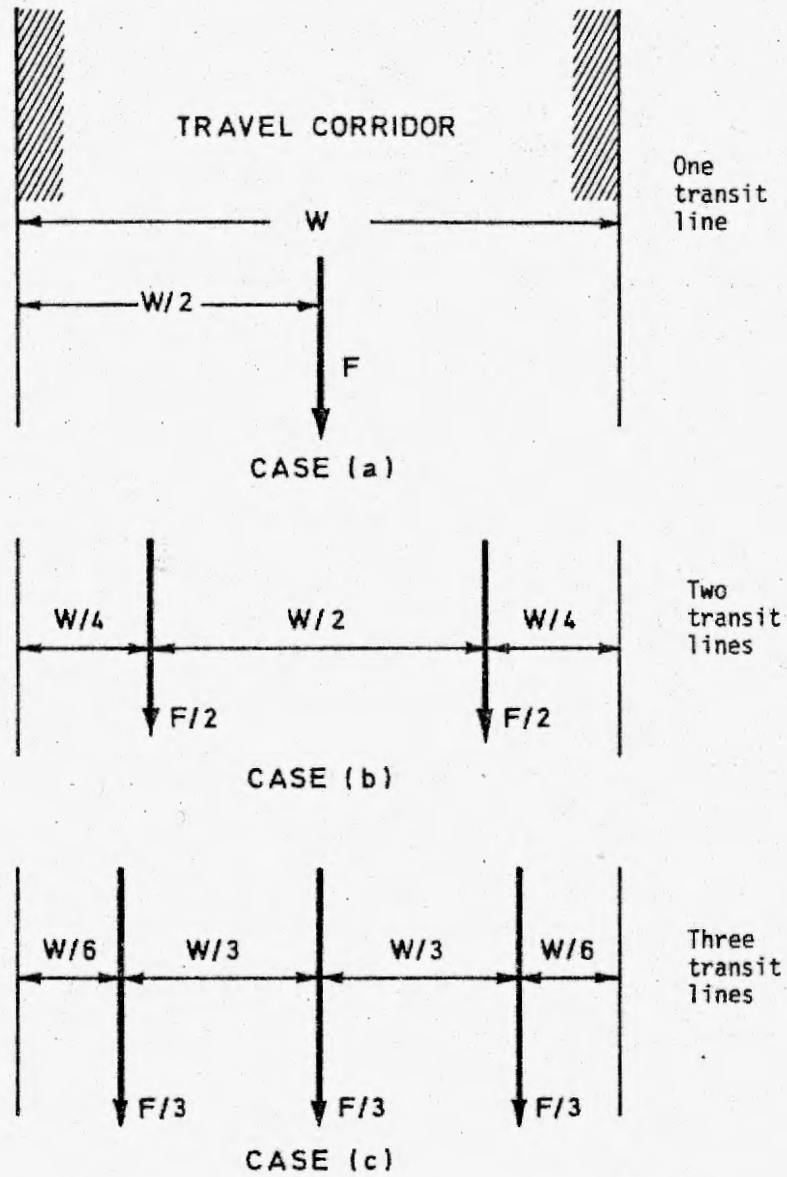 TRAVEL CORRIDOR
One
transit
line
W
W/2
F
CASE (a)
Two
transit
lines
W/4 W/2 W/4
F/2 F/2
CASE (b)
Three
transit
lines
W/6 W/3 W/3 W/6
F/3 F/3 F/3
CASE (c)